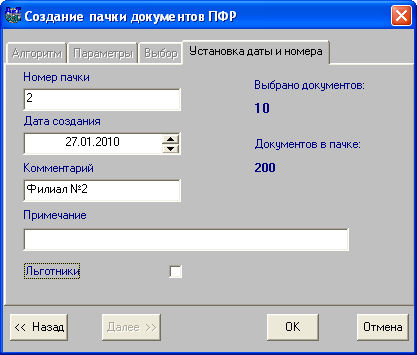 Создание пачки документов ПФР
Алгоритм Параметры Выбор Установка даты и номера
Номер пачки
Выбрано документов:
2
10
Дата создания
27.01.2010
Документов в пачке:
Комментарий
200
Филиал №2
Примечание
Льготники
<< Назад Далее >> OK Отмена